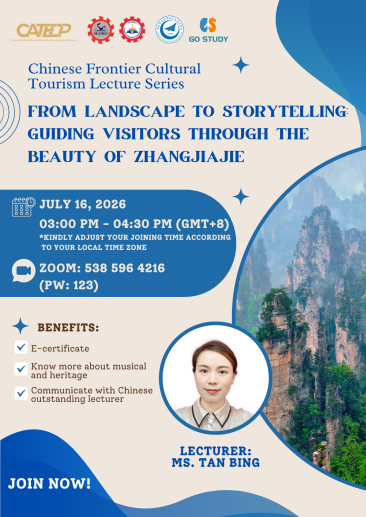 CATECP
GO STUDY
Chinese Frontier Cultural
Tourism Lecture Series
FROM LANDSCAPE TO STORYTELLING:
GUIDING VISITORS THROUGH THE
BEAUTY OF ZHANGJIAJIE
JULY 16, 2026
03:00 PM – 04:30 PM (GMT+8)
*KINDLY ADJUST YOUR JOINING TIME ACCORDING
TO YOUR LOCAL TIME ZONE
ZOOM: 538 596 4216
(PW: 123)
BENEFITS:
E-certificate
Know more about musical
and heritage
Communicate with Chinese
outstanding lecturer
LECTURER:
MS. TAN BING
JOIN NOW!